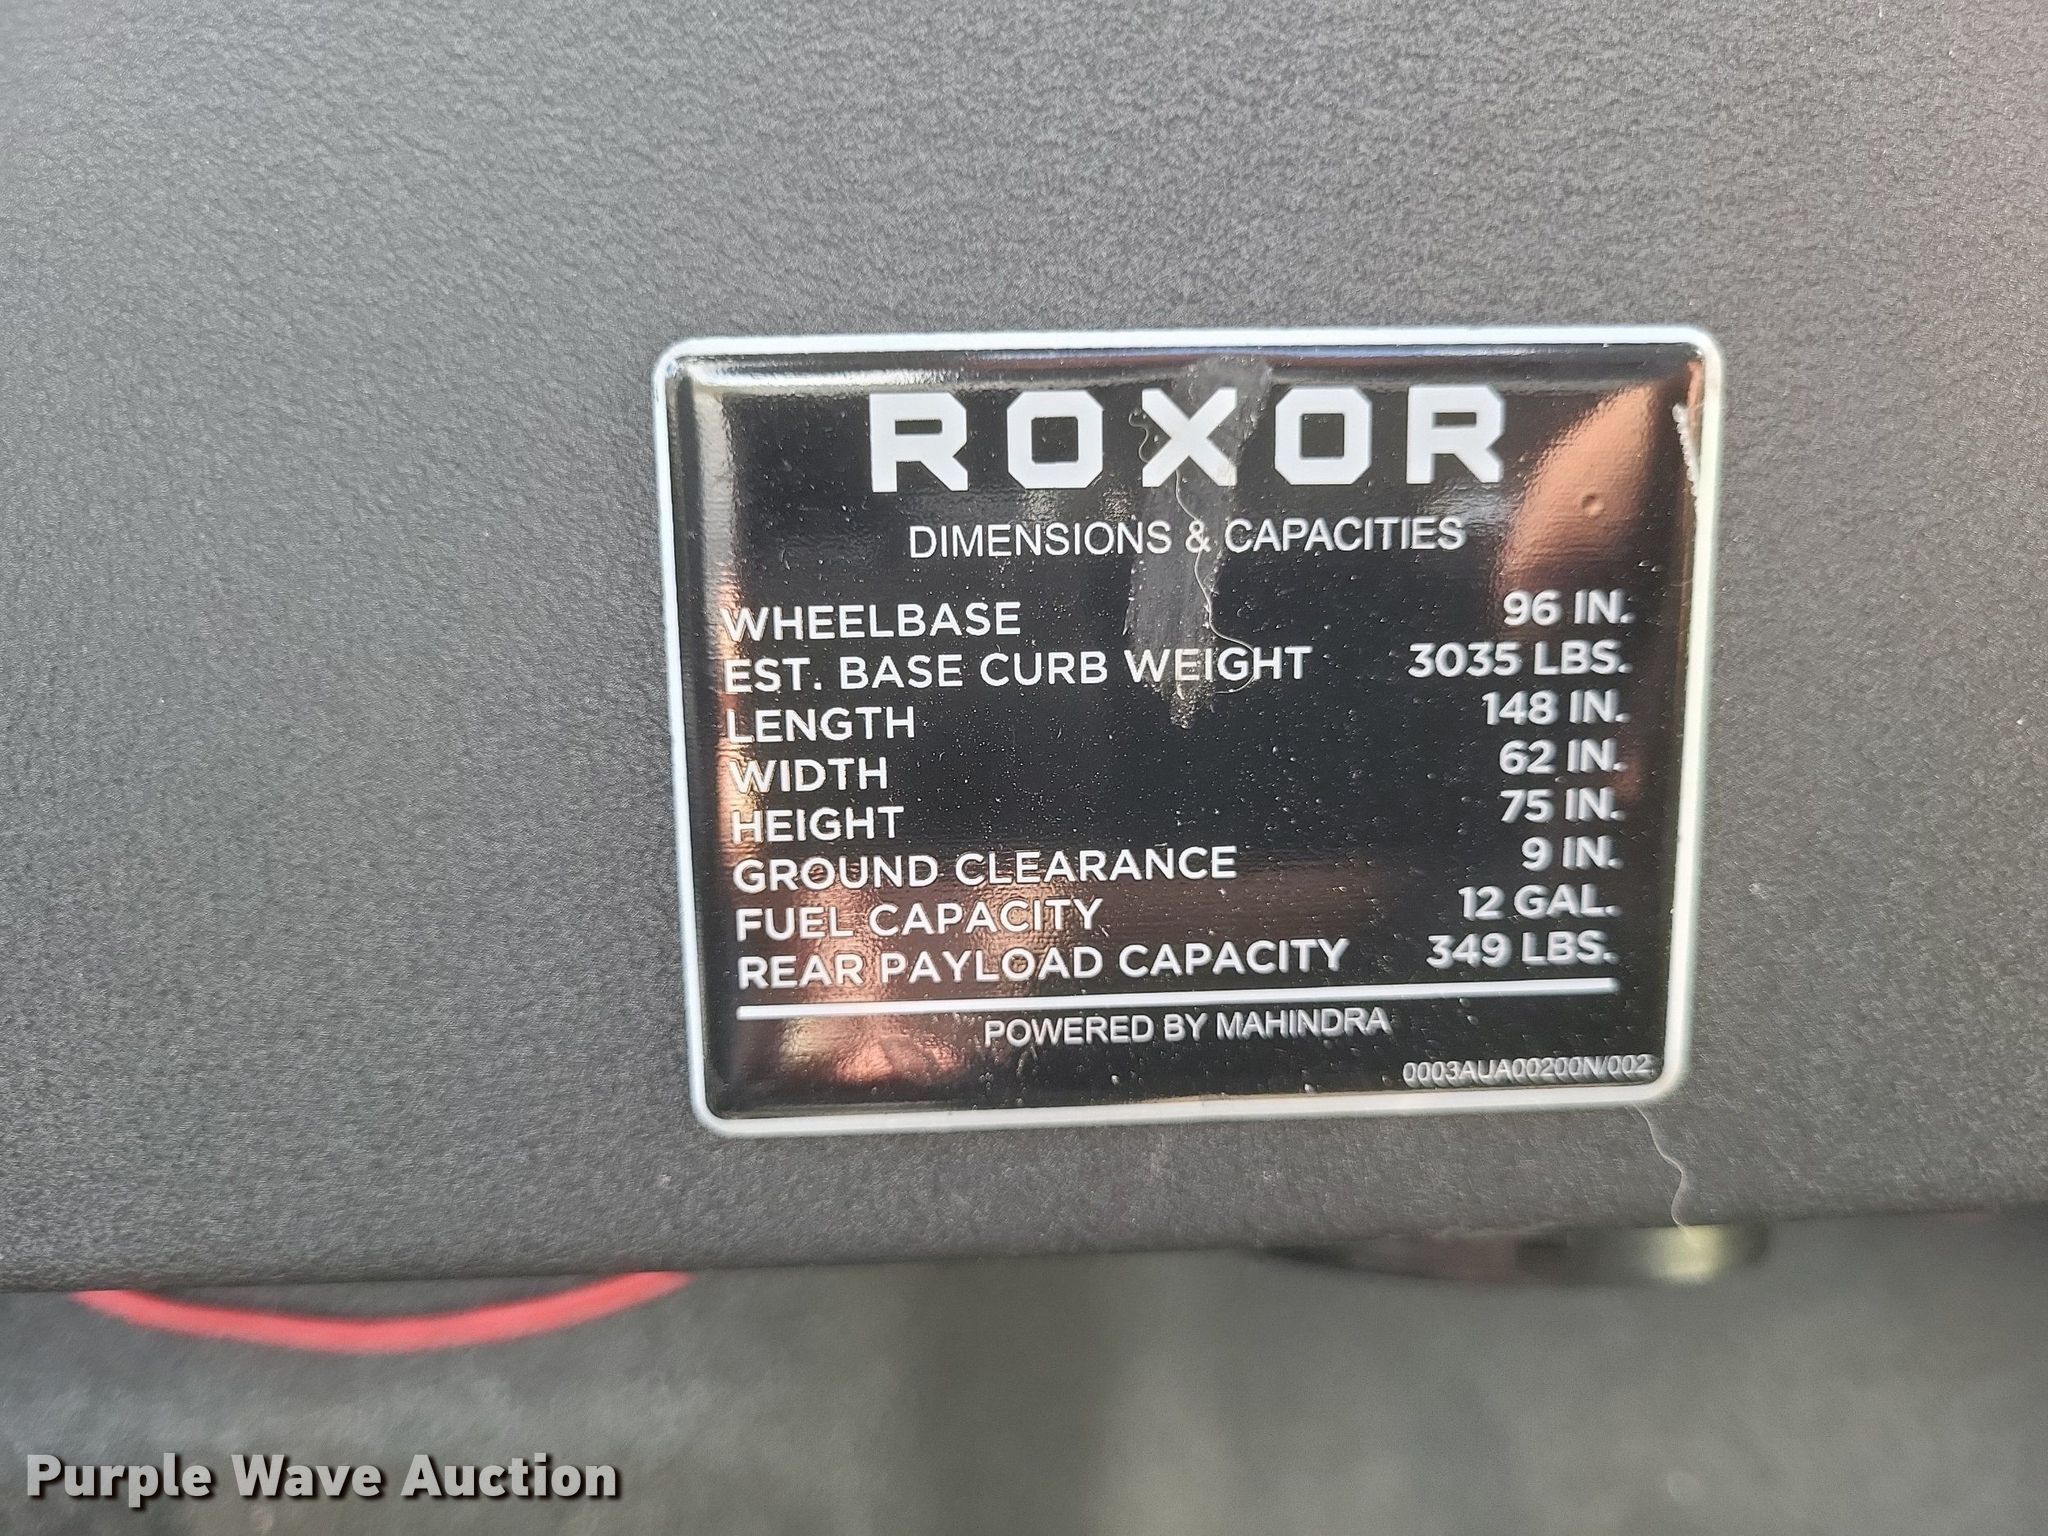 ROXOR
DIMENSIONS & CAPACITIES
WHEELBASE 96 IN.
EST. BASE CURB WEIGHT 3035 LBS.
LENGTH 148 IN.
WIDTH 62 IN.
HEIGHT 75 IN.
GROUND CLEARANCE 9 IN.
FUEL CAPACITY 12 GAL.
REAR PAYLOAD CAPACITY 349 LBS.
POWERED BY MAHINDRA
0003AUA00200N/002
Purple Wave Auction